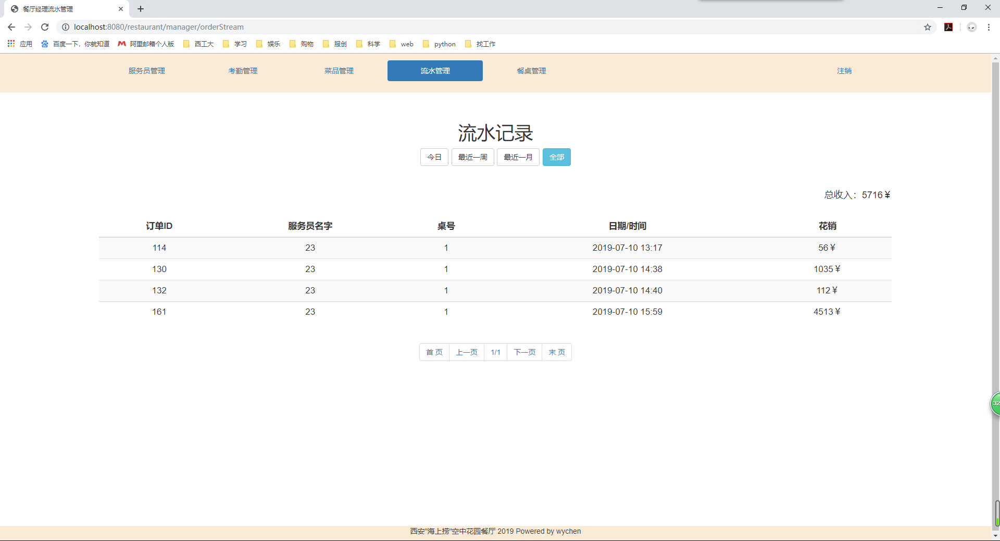 餐厅经理流水管理
localhost:8080/restaurant/manager/orderStream
应用 百度一下，你就知道 阿里邮箱个人版 西工大 学习 娱乐 购物 服创 科学 web python 找工作
服务员管理 考勤管理 菜品管理 流水管理 餐桌管理 注销
流水记录
今日 最近一周 最近一月 全部
总收入：5716¥
订单ID 服务员名字 桌号 日期/时间 花销
114 23 1 2019-07-10 13:17 56¥
130 23 1 2019-07-10 14:38 1035¥
132 23 1 2019-07-10 14:40 112¥
161 23 1 2019-07-10 15:59 4513¥
首 页 上一页 1/1 下一页 末 页
32
西安"海上捞"空中花园餐厅 2019 Powered by wychen